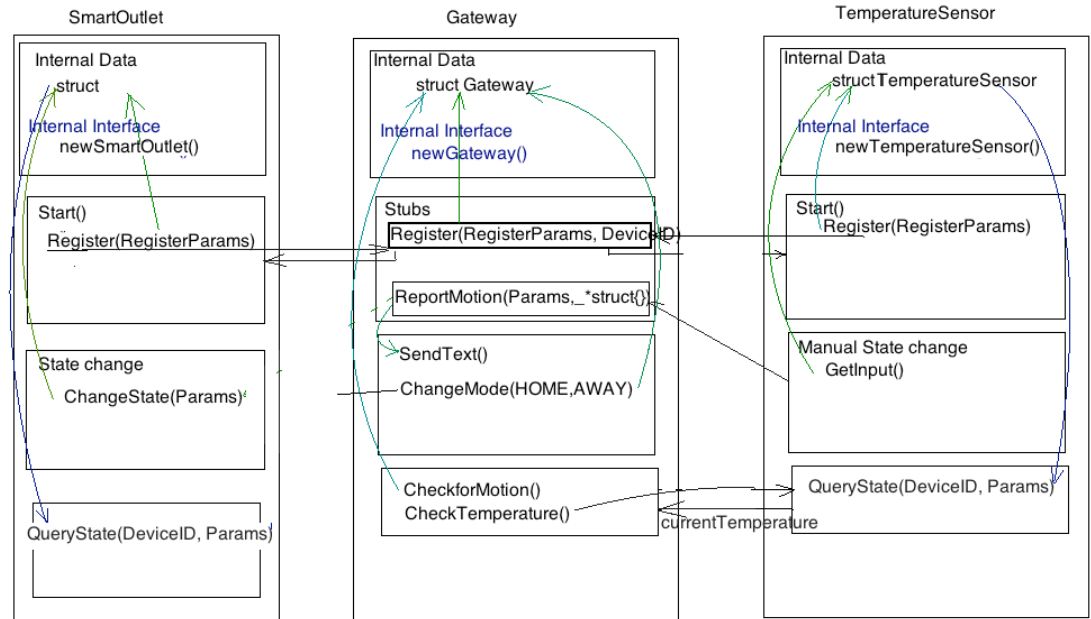 SmartOutlet
Internal Data
struct
Internal Interface
newSmartOutlet()
Start()
Register(RegisterParams)
State change
ChangeState(Params)
QueryState(DeviceID, Params)
Gateway
Internal Data
struct Gateway
Internal Interface
newGateway()
Stubs
Register(RegisterParams, DeviceID)
ReportMotion(Params,_*struct{})
SendText()
ChangeMode(HOME,AWAY)
CheckforMotion()
CheckTemperature()
currentTemperature
TemperatureSensor
Internal Data
struct TemperatureSensor
Internal Interface
newTemperatureSensor()
Start()
Register(RegisterParams)
Manual State change
GetInput()
QueryState(DeviceID, Params)